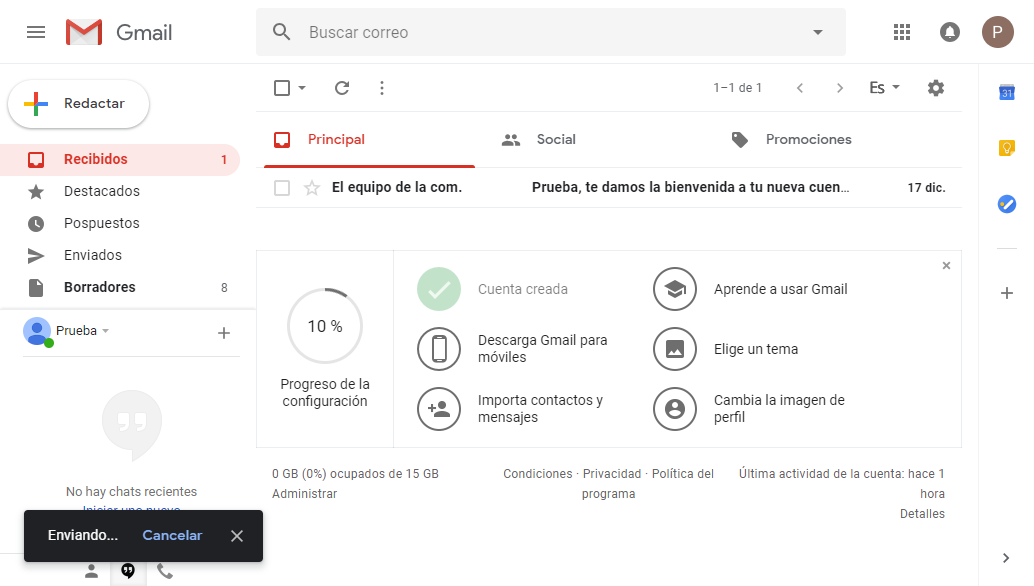 Gmail
Buscar correo
P
Redactar
1–1 de 1
Es
31
Principal
Social
Promociones
Recibidos 1
Destacados
Pospuestos
Enviados
Borradores 8
El equipo de la com. Prueba, te damos la bienvenida a tu nueva cuen... 17 dic.
Prueba
10 %
Progreso de la
configuración
Cuenta creada
Aprende a usar Gmail
Descarga Gmail para
móviles
Elige un tema
Importa contactos y
mensajes
Cambia la imagen de
perfil
0 GB (0%) ocupados de 15 GB
Administrar
Condiciones · Privacidad · Política del
programa
Última actividad de la cuenta: hace 1
hora
Detalles
No hay chats recientes
Iniciar uno nuevo
Enviando... Cancelar